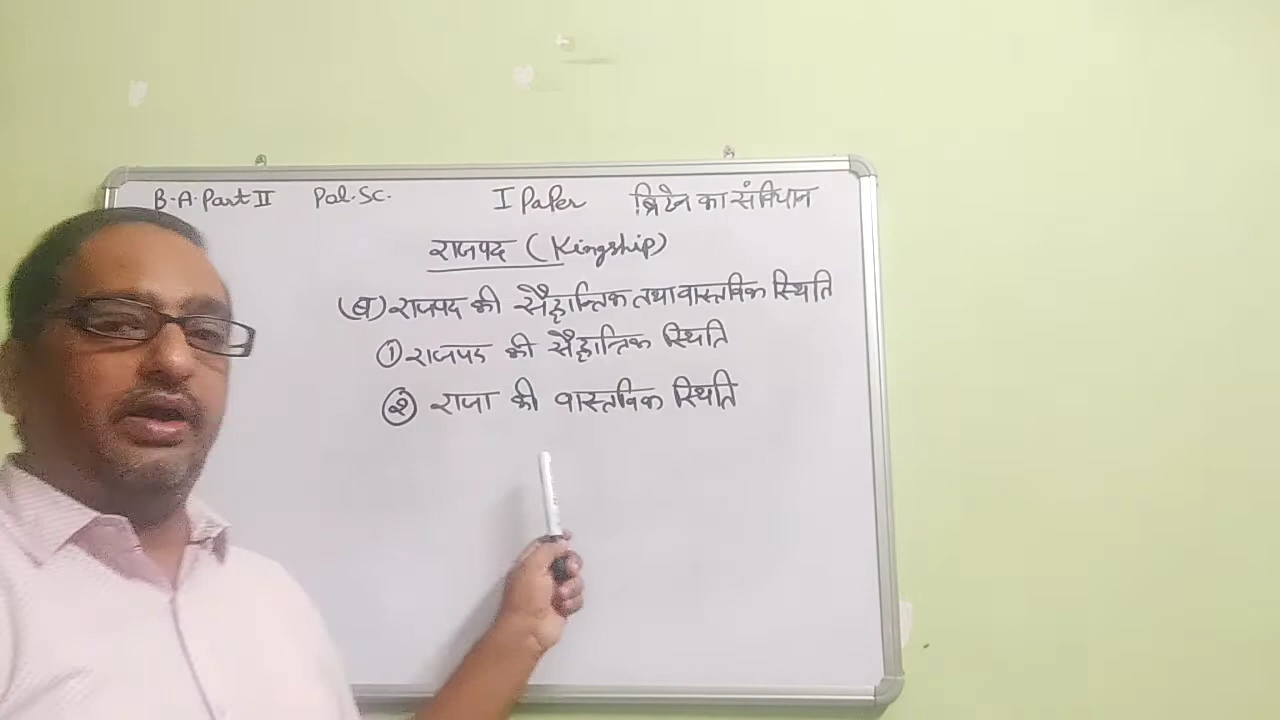 B.A. Part II Pol. Sc. I Paper ब्रिटेन का संविधान
राजपद (Kingship)
(ब) राजपद की सैद्धान्तिक तथा वास्तविक स्थिति
① राजपद की सैद्धान्तिक स्थिति
② राजा की वास्तविक स्थिति